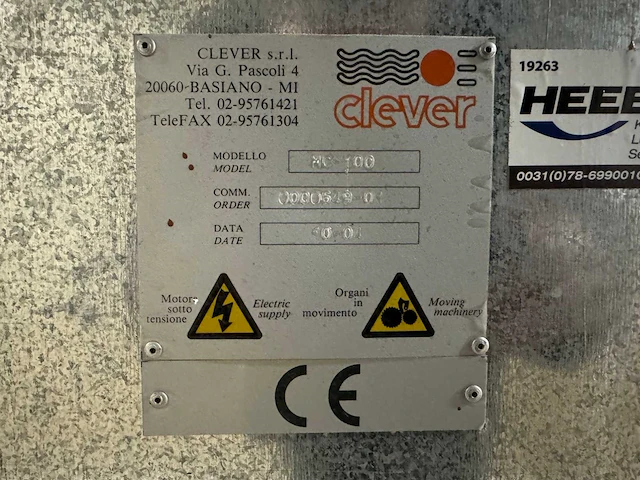 CLEVER s.r.l.
Via G. Pascoli 4
20060-BASIANO - MI
Tel. 02-95761421
TeleFAX 02-95761304
clever
MODELLO
MODEL
100
COMM.
ORDER
DATA
DATE
Motore
sotto
tensione
Electric
supply
Organi
in
movimento
Moving
machinery
CE
19263
0031(0)78-699001